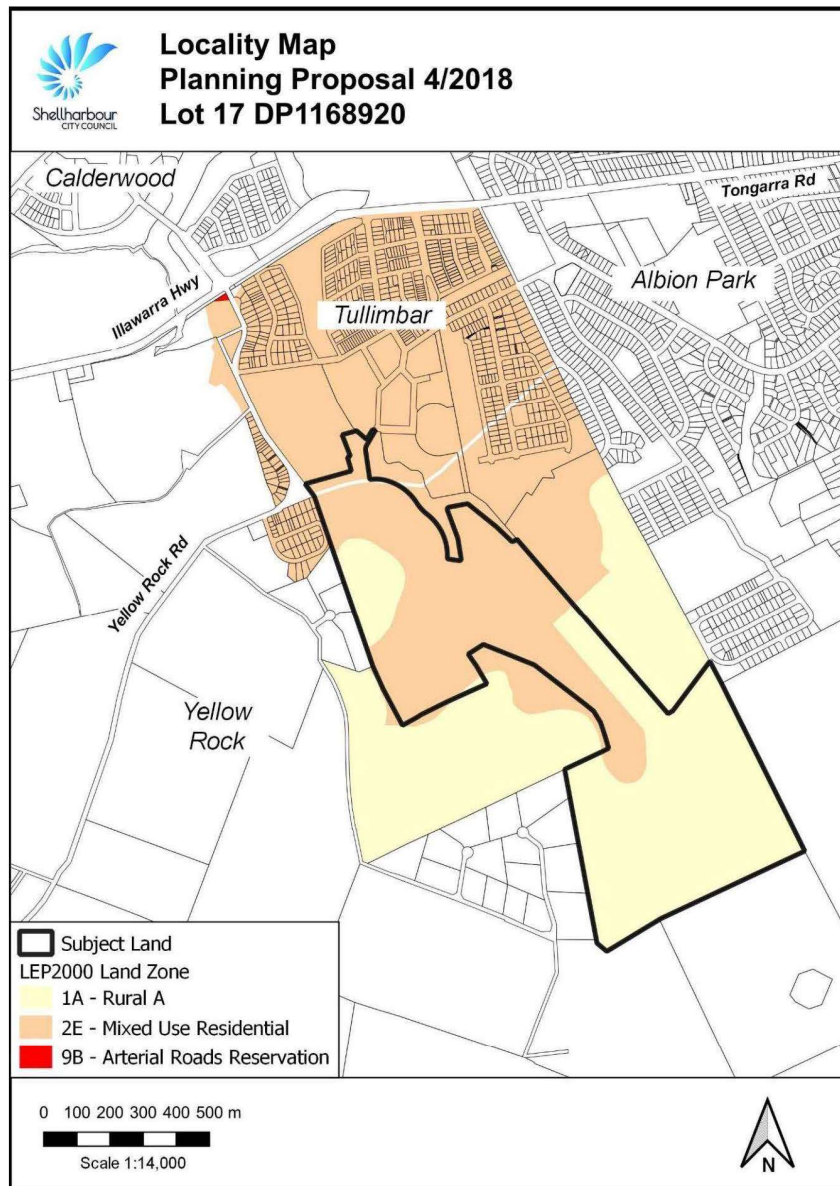 Shellharbour
CITY COUNCIL
Locality Map
Planning Proposal 4/2018
Lot 17 DP1168920
Calderwood
Tongarra Rd
Albion Park
Illawarra Hwy
Tullimbar
Yellow Rock Rd
Yellow
Rock
Subject Land
LEP2000 Land Zone
1A - Rural A
2E - Mixed Use Residential
9B - Arterial Roads Reservation
0 100 200 300 400 500 m
Scale 1:14,000
N